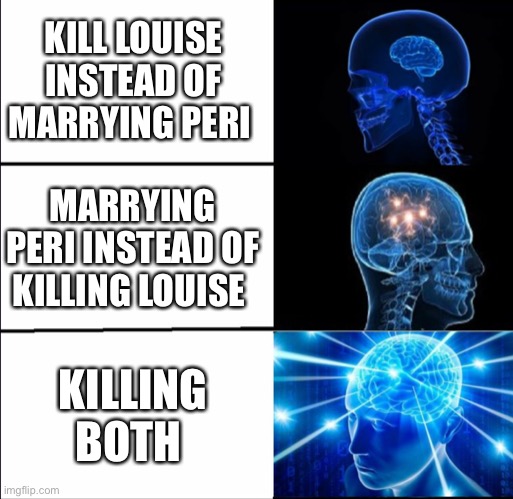 KILL LOUISE
INSTEAD OF
MARRYING PERI
MARRYING
PERI INSTEAD OF
KILLING LOUISE
KILLING
BOTH
imgflip.com